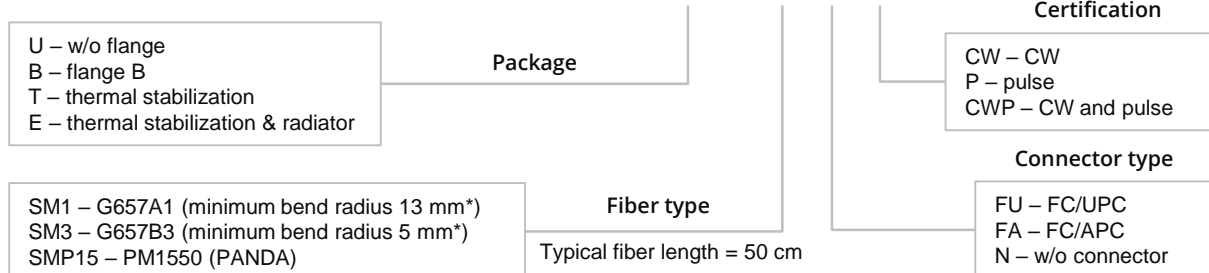 Certification
U – w/o flange
B – flange B
T – thermal stabilization
E – thermal stabilization & radiator
Package
CW – CW
P – pulse
CWP – CW and pulse
Connector type
SM1 – G657A1 (minimum bend radius 13 mm*)
SM3 – G657B3 (minimum bend radius 5 mm*)
SMP15 – PM1550 (PANDA)
Fiber type
Typical fiber length = 50 cm
FU – FC/UPC
FA – FC/APC
N – w/o connector